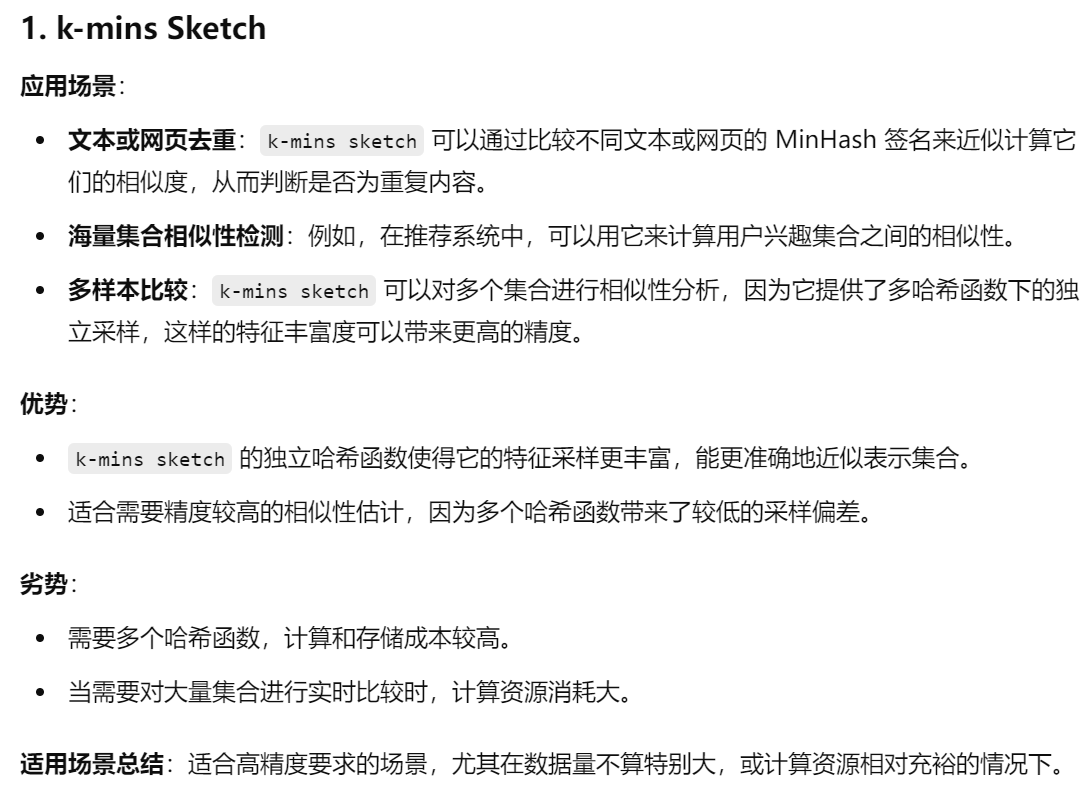 1. k-mins Sketch
应用场景：
• 文本或网页去重： k-mins sketch 可以通过比较不同文本或网页的 MinHash 签名来近似计算它
们的相似度，从而判断是否为重复内容。
• 海量集合相似性检测：例如，在推荐系统中，可以用它来计算用户兴趣集合之间的相似性。
• 多样本比较： k-mins sketch 可以对多个集合进行相似性分析，因为它提供了多哈希函数下的独
立采样，这样的特征丰富度可以带来更高的精度。
优势：
• k-mins sketch 的独立哈希函数使得它的特征采样更丰富，能更准确地近似表示集合。
• 适合需要精度较高的相似性估计，因为多个哈希函数带来了较低的采样偏差。
劣势：
• 需要多个哈希函数，计算和存储成本较高。
• 当需要对大量集合进行实时比较时，计算资源消耗大。
适用场景总结：适合高精度要求的场景，尤其在数据量不算特别大，或计算资源相对充裕的情况下。